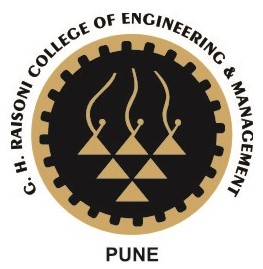 G. H. RAISONI COLLEGE OF ENGINEERING & MANAGEMENT
PUNE